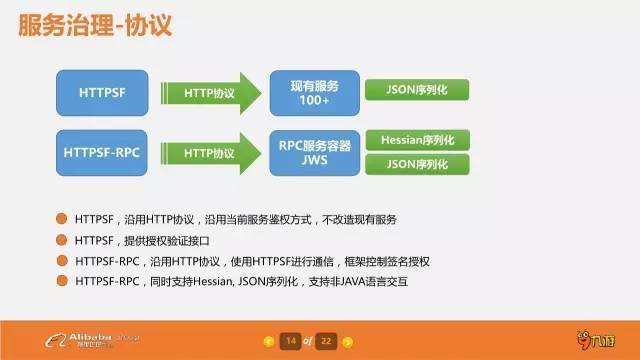 服务治理-协议
HTTPSF
HTTP协议
现有服务
100+
JSON序列化
HTTPSF-RPC
HTTP协议
RPC服务容器
JWS
Hessian序列化
JSON序列化
HTTPSF，沿用HTTP协议，沿用当前服务鉴权方式，不改造现有服务
HTTPSF，提供授权验证接口
HTTPSF-RPC，沿用HTTP协议，使用HTTPSF进行通信，框架控制签名授权
HTTPSF-RPC，同时支持Hessian, JSON序列化，支持非JAVA语言交互
Alibaba
14 of 22
九游